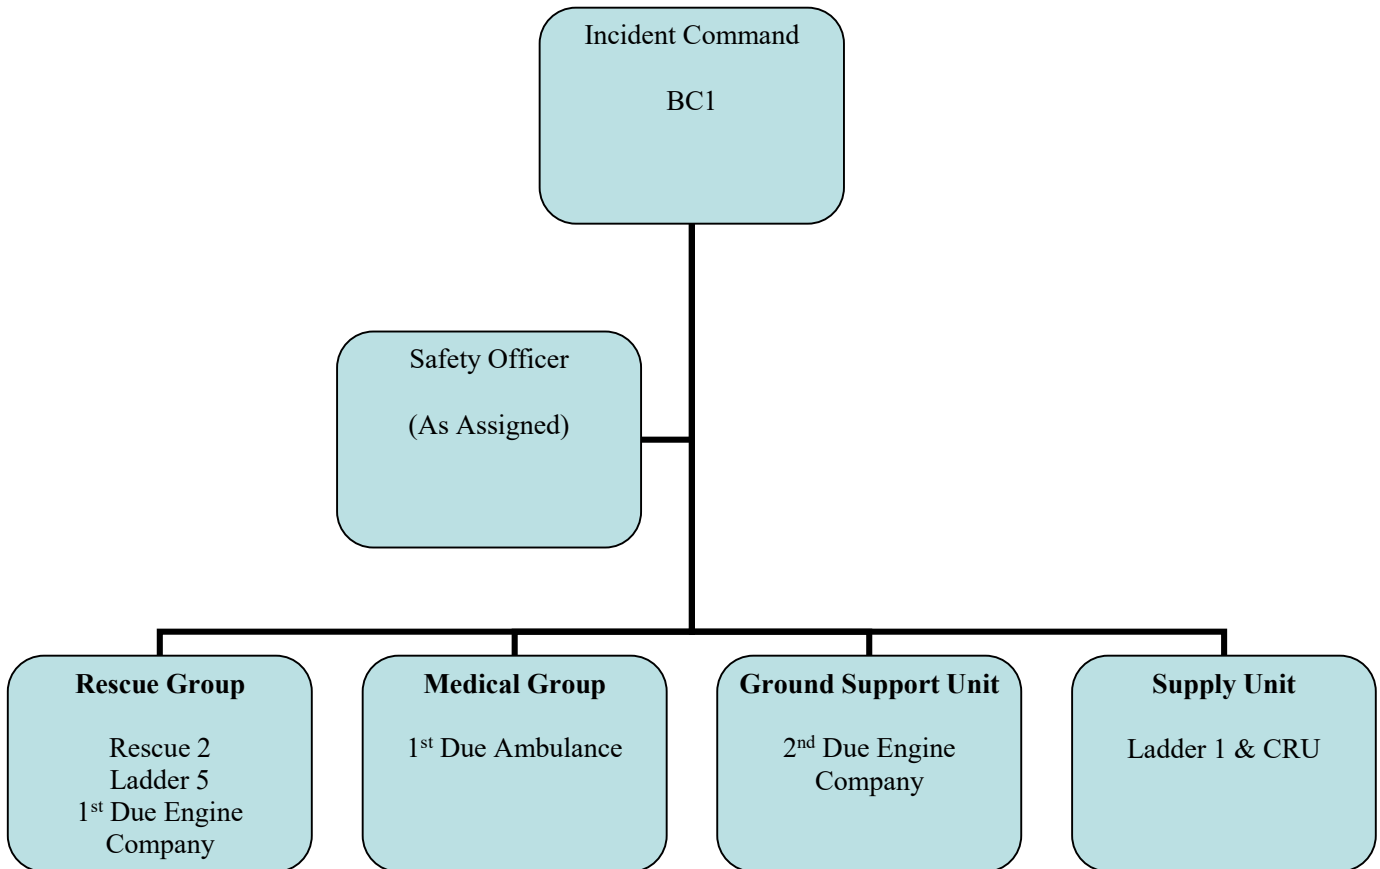 Incident Command
BC1
Safety Officer
(As Assigned)
Rescue Group
Rescue 2
Ladder 5
1st Due Engine
Company
Medical Group
1st Due Ambulance
Ground Support Unit
2nd Due Engine
Company
Supply Unit
Ladder 1 & CRU